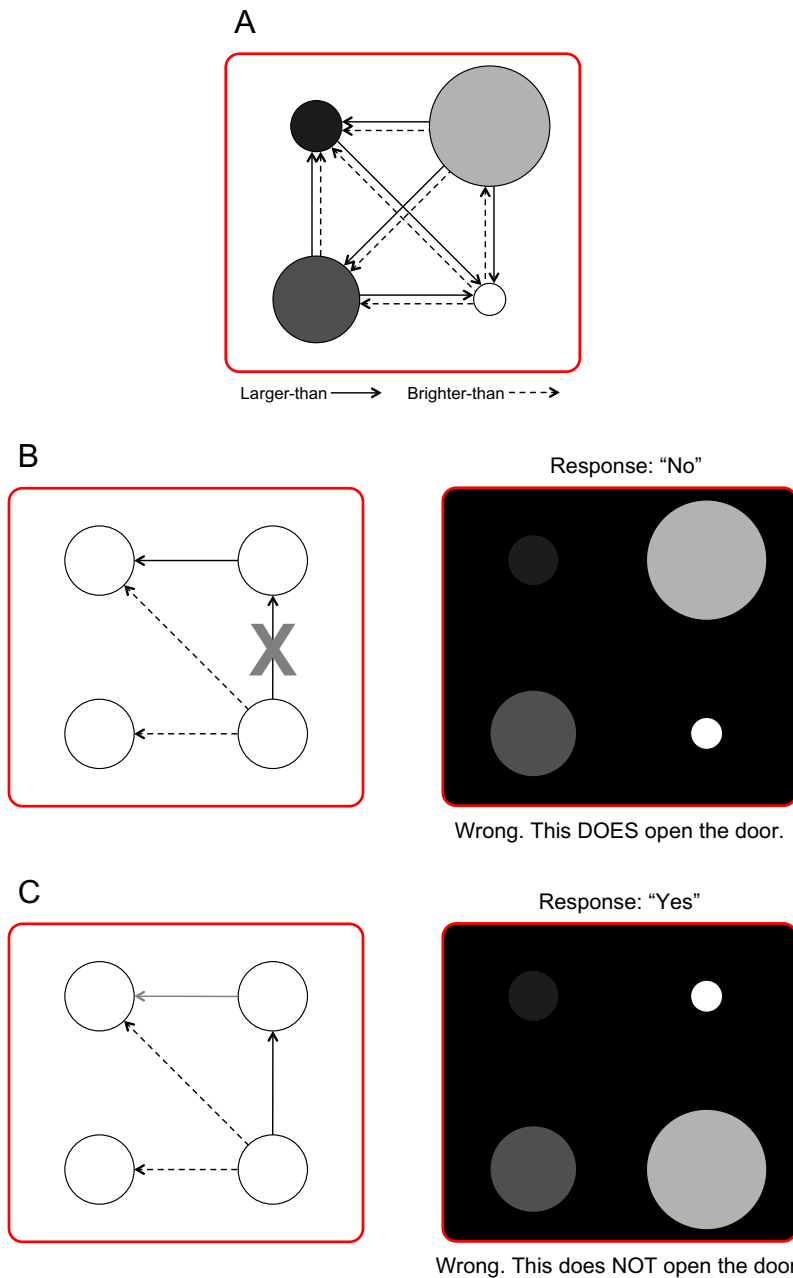 A
Larger-than
Brighter-than
B
Response: “No”
X
Wrong. This DOES open the door.
C
Response: “Yes”
Wrong. This does NOT open the door